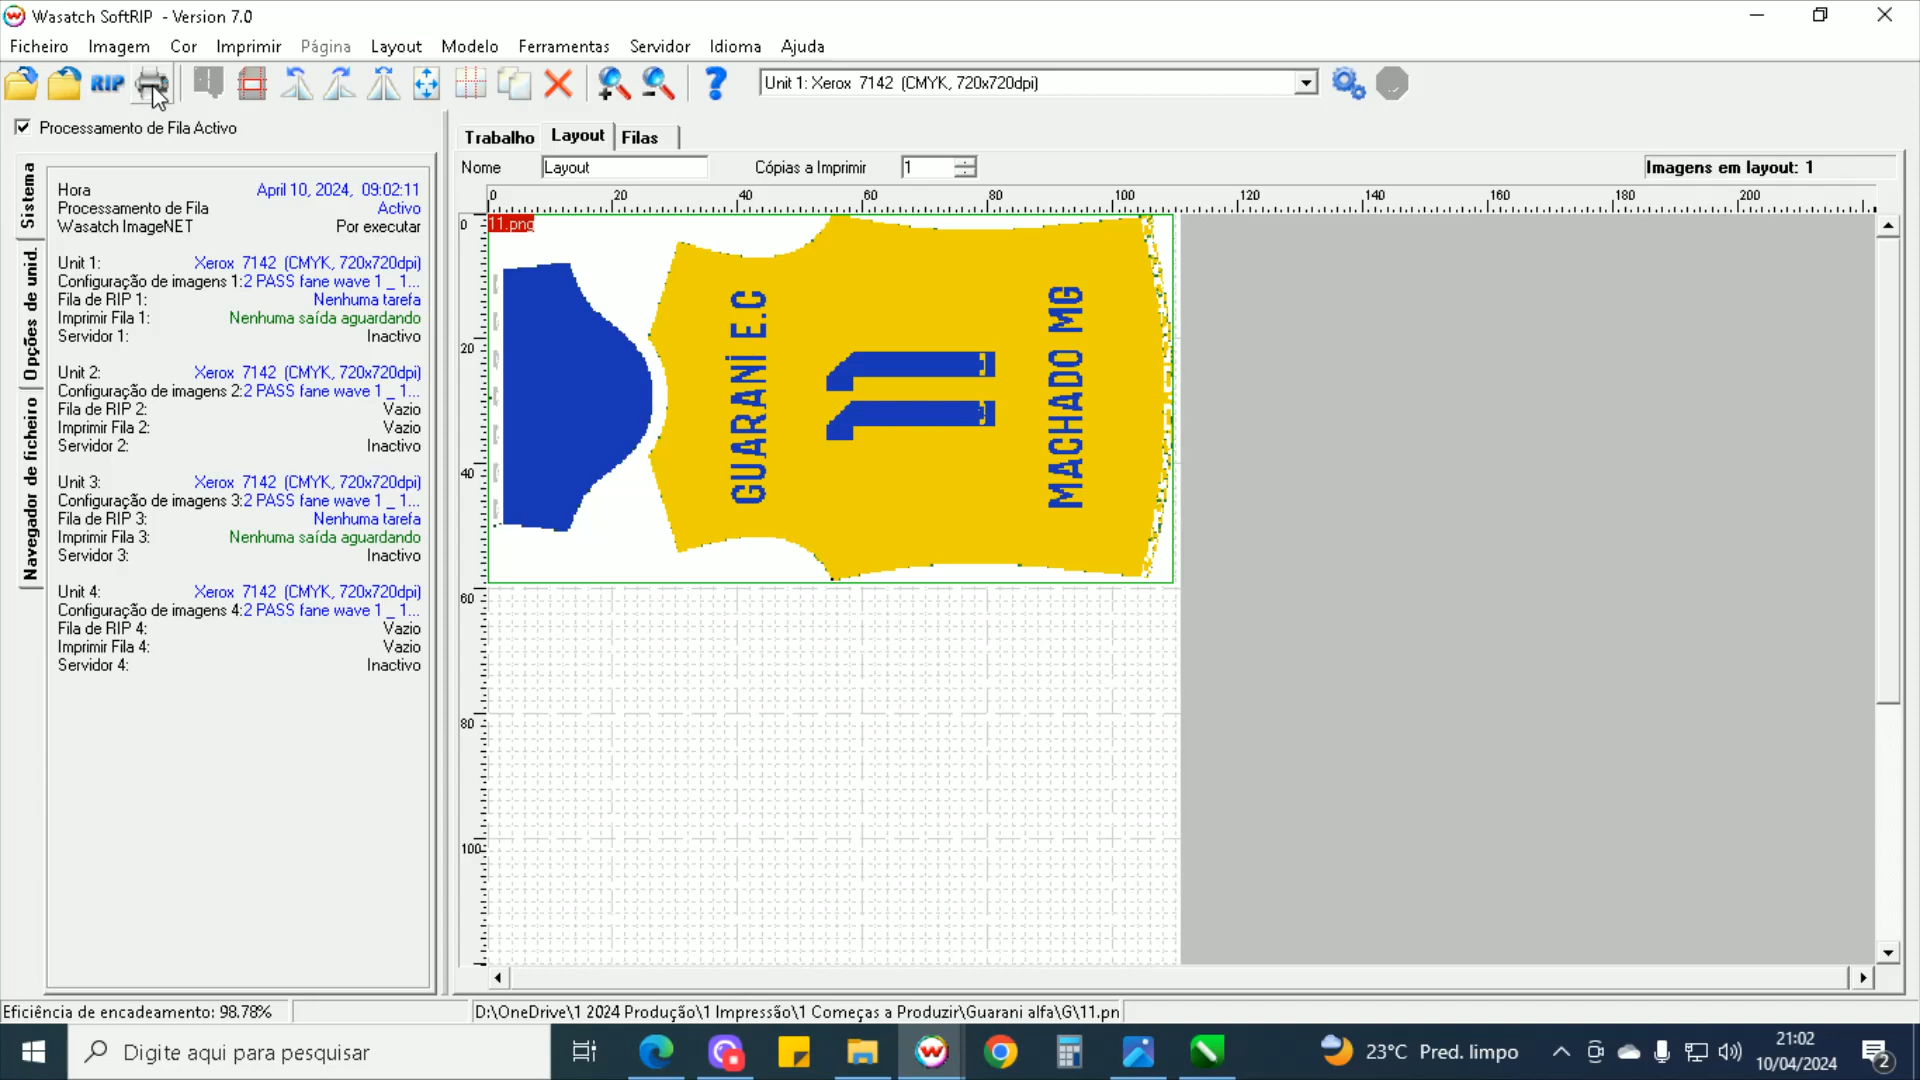 Wasatch SoftRIP - Version 7.0
Ficheiro Imagem Cor Imprimir Página Layout Modelo Ferramentas Servidor Idioma Ajuda
RIP
Unit 1: Xerox 7142 (CMYK, 720x720dpi)
Processamento de Fila Activo
Sistema
Opções de unid.
Navegador de ficheiro
Hora April 10, 2024, 09:02:11
Processamento de Fila Activo
Wasatch ImageNET Por executar
Unit 1: Xerox 7142 (CMYK, 720x720dpi)
Configuração de imagens 1:2 PASS fane wave 1 _ 1...
Fila de RIP 1: Nenhuma tarefa
Imprimir Fila 1: Nenhuma saída aguardando
Servidor 1: Inactivo
Unit 2: Xerox 7142 (CMYK, 720x720dpi)
Configuração de imagens 2:2 PASS fane wave 1 _ 1...
Fila de RIP 2: Vazio
Imprimir Fila 2: Vazio
Servidor 2: Inactivo
Unit 3: Xerox 7142 (CMYK, 720x720dpi)
Configuração de imagens 3:2 PASS fane wave 1 _ 1...
Fila de RIP 3: Nenhuma tarefa
Imprimir Fila 3: Nenhuma saída aguardando
Servidor 3: Inactivo
Unit 4: Xerox 7142 (CMYK, 720x720dpi)
Configuração de imagens 4:2 PASS fane wave 1 _ 1...
Fila de RIP 4: Vazio
Imprimir Fila 4: Vazio
Servidor 4: Inactivo
Trabalho Layout Filas
Nome Layout Cópias a Imprimir 1 Imagens em layout: 1
0 20 40 60 80 100 120 140 160 180 200
0
20
40
60
80
100
11.png
GUARANi E.C
11
MACHADO MG
Eficiência de encadeamento: 98.78%
D:\OneDrive\1 2024 Produção\1 Impressão\1 Começas a Produzir\Guarani alfa\G\11.pn
Digite aqui para pesquisar
23°C Pred. limpo
21:02
10/04/2024
2